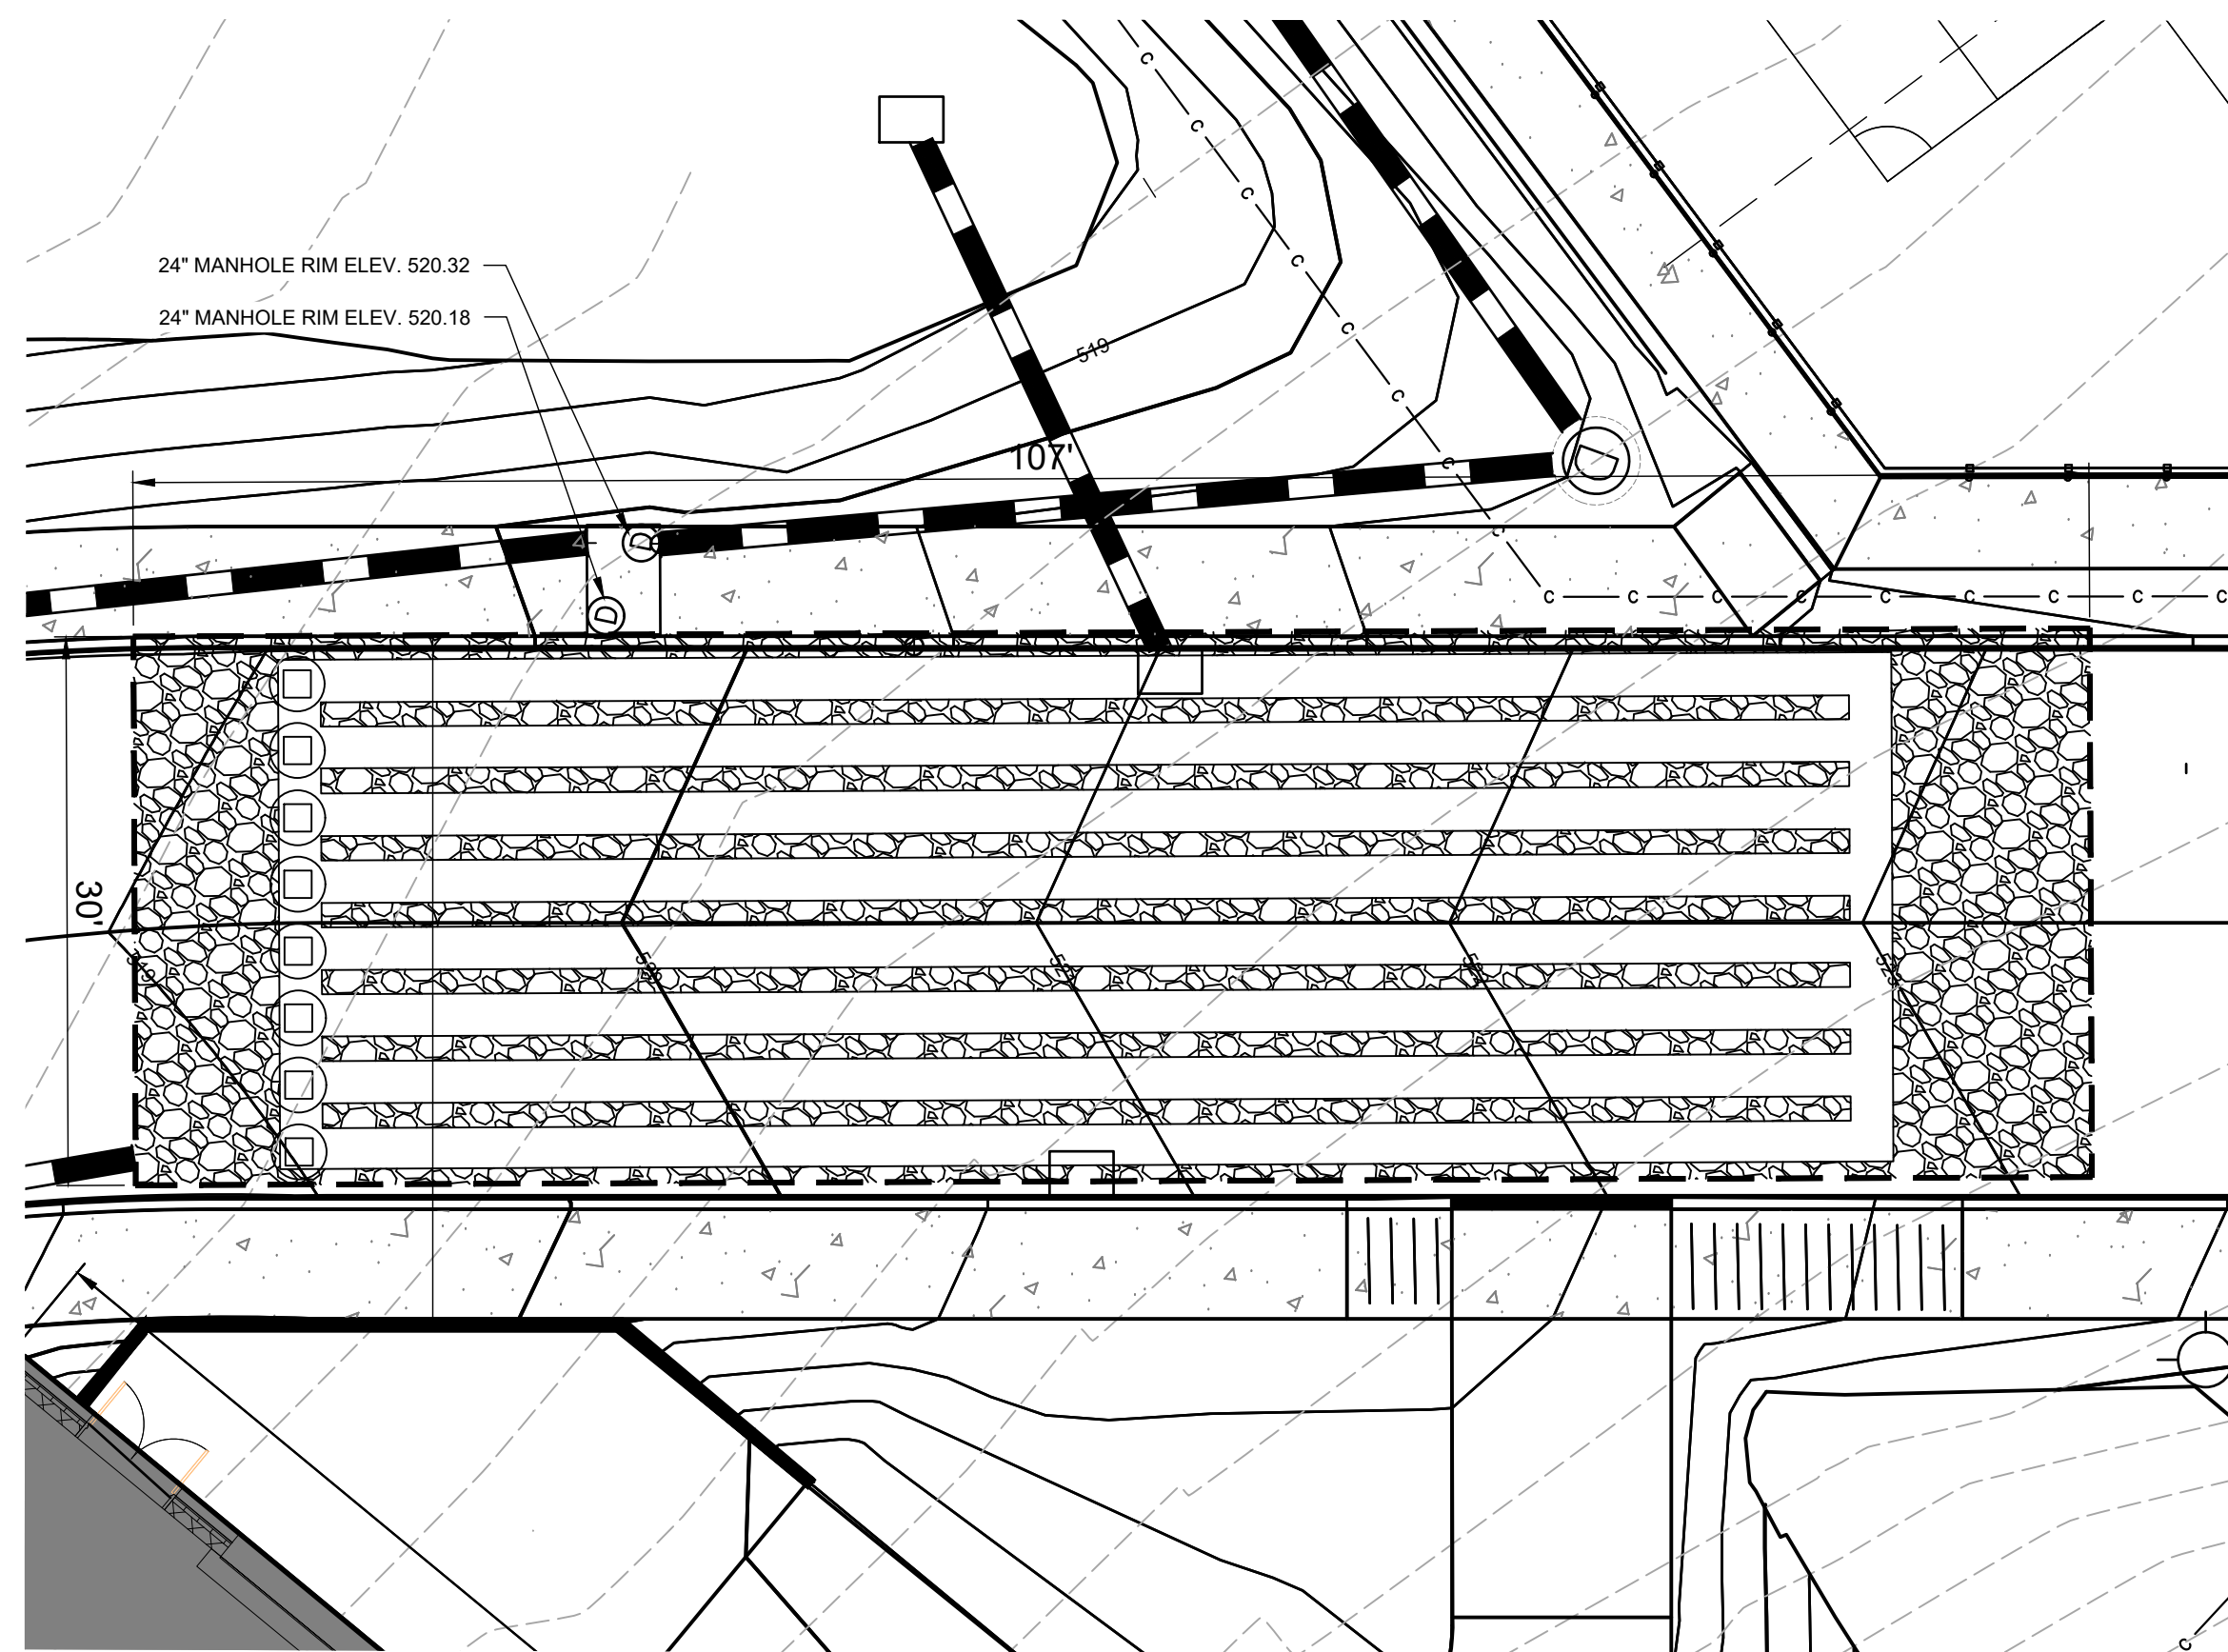 24" MANHOLE RIM ELEV. 520.32
24" MANHOLE RIM ELEV. 520.18
519
107'
D
D
D
30'
C C C C C C C C C C
C C C C C C C C C
C